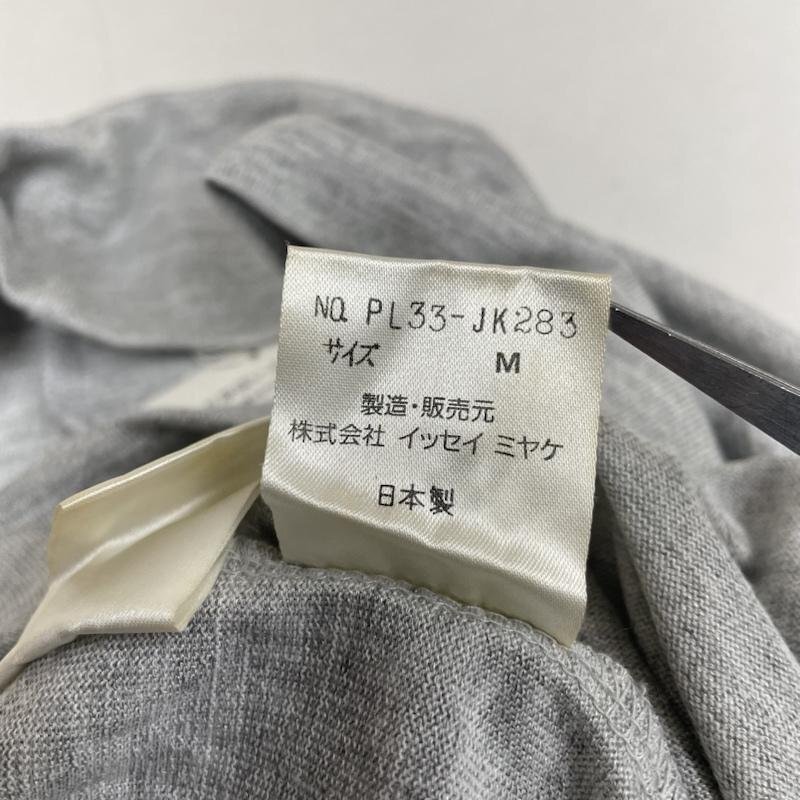 NO. PL33-JK283
サイズ M
製造・販売元
株式会社 イッセイ ミヤケ
日本製